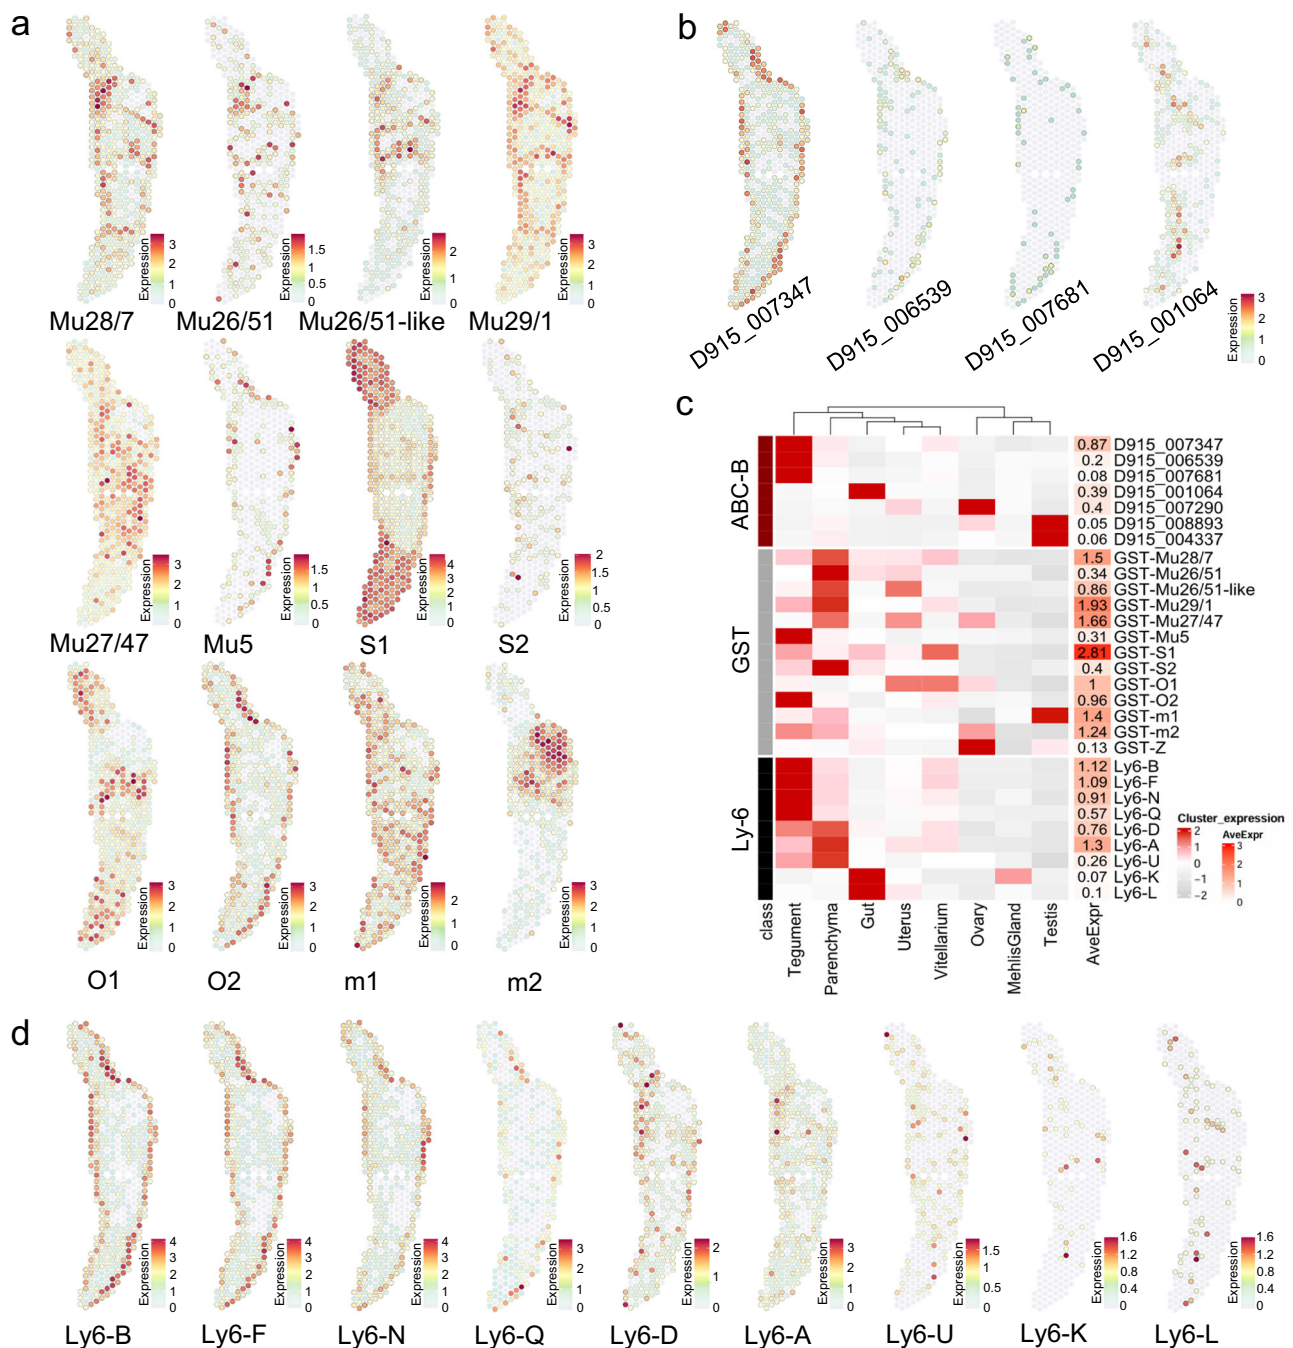 a
Expression
3
2
1
0
Mu28/7
Expression
1.5
1
0.5
0
Mu26/51
Expression
2
1
0
Mu26/51-like
Expression
3
2
1
0
Mu29/1
Expression
3
2
1
0
Mu27/47
Expression
1.5
1
0.5
0
Mu5
Expression
4
3
2
1
0
S1
Expression
2
1.5
1
0.5
0
S2
Expression
3
2
1
0
O1
Expression
3
2
1
0
O2
Expression
3
2
1
0
m1
Expression
3
2
1
0
m2
b
D915_007347
D915_006539
D915_007681
D915_001064
Expression
3
2
1
0
c
ABC-B
0.87 D915_007347
0.2 D915_006539
0.08 D915_007681
0.39 D915_001064
0.4 D915_007290
0.05 D915_008893
0.06 D915_004337
GST
1.5 GST-Mu28/7
0.34 GST-Mu26/51
0.86 GST-Mu26/51-like
1.93 GST-Mu29/1
1.66 GST-Mu27/47
0.31 GST-Mu5
2.81 GST-S1
0.4 GST-S2
1 GST-O1
0.96 GST-O2
1.4 GST-m1
1.24 GST-m2
0.13 GST-Z
Ly-6
1.12 Ly6-B
1.09 Ly6-F
0.91 Ly6-N
0.57 Ly6-Q
0.76 Ly6-D
1.3 Ly6-A
0.26 Ly6-U
0.07 Ly6-K
0.1 Ly6-L
class
Tegument
Parenchyma
Gut
Uterus
Vitellarium
Ovary
MehlisGland
Testis
AveExpr
Cluster_expression
2
1
0
−1
−2
AveExpr
3
2
1
0
d
Expression
4
3
2
1
0
Ly6-B
Expression
4
3
2
1
0
Ly6-F
Expression
4
3
2
1
0
Ly6-N
Expression
3
2
1
0
Ly6-Q
Expression
2
1
0
Ly6-D
Expression
3
2
1
0
Ly6-A
Expression
1.5
1
0.5
0
Ly6-U
Expression
1.6
1.2
0.8
0.4
0
Ly6-K
Expression
1.6
1.2
0.8
0.4
0
Ly6-L